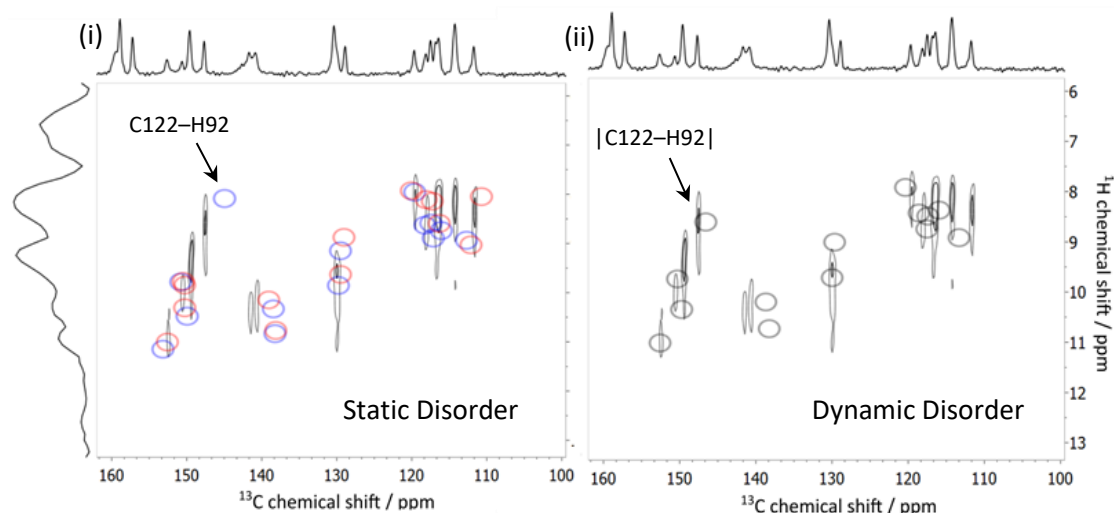 (i)
(ii)
C122–H92
|C122–H92|
Static Disorder
Dynamic Disorder
6
7
8
9
10
11
12
13
¹H chemical shift / ppm
160 150 140 130 120 110 100
160 150 140 130 120 110 100
¹³C chemical shift / ppm
¹³C chemical shift / ppm